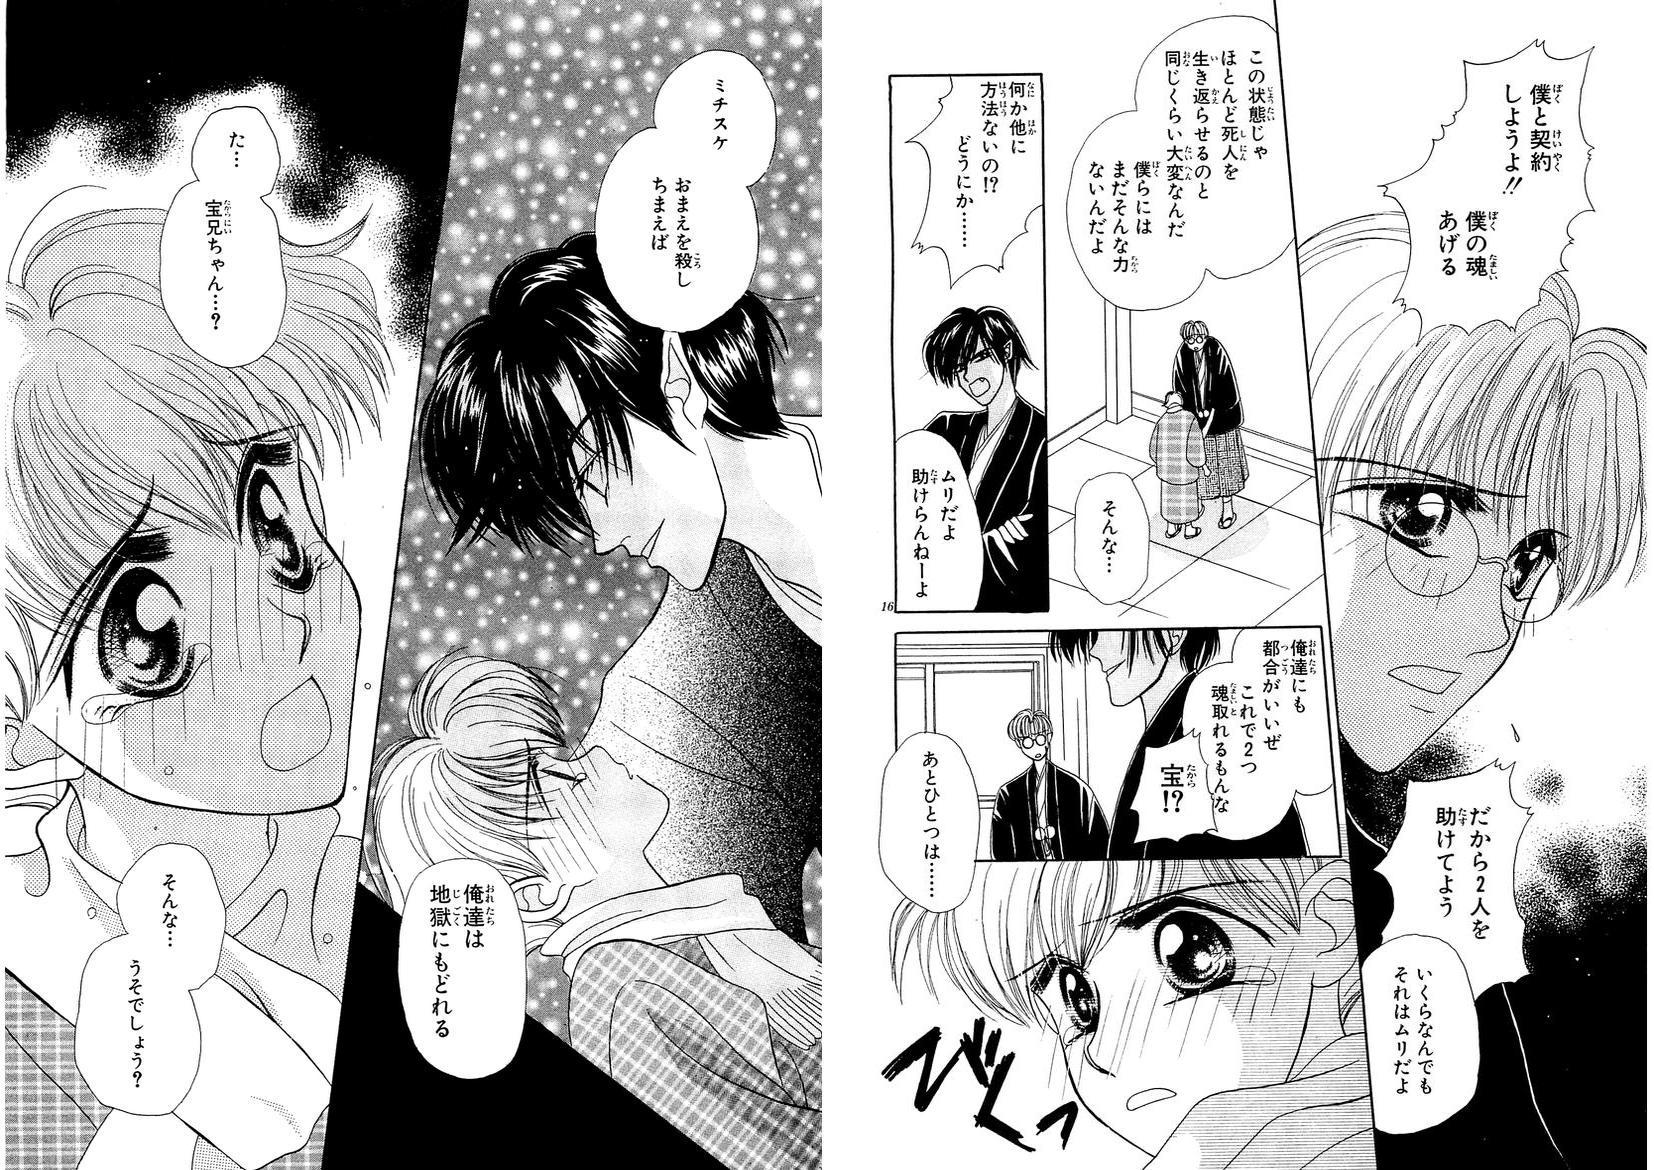 僕と契約
しようよ!!
僕の魂
あげる
だから2人を
助けてよう
いくらなんでも
それはムリだよ
この状態じゃ
ほとんど死人を
生き返らせるのと
同じくらい大変なんだ
僕らには
まだそんな力
ないんだよ
そんな…
何か他に
方法ないの!?
どうにか……
ムリだよ
助けらんねーよ
16
俺達にも
都合がいいぜ
これで2つ
魂取れるもんな
宝!?
あとひとつは……
びくっ
ミチスケ
おまえを殺し
ちまえば
俺達は
地獄にもどれる
た…
宝兄ちゃん…?
そんな…
うそでしょう?